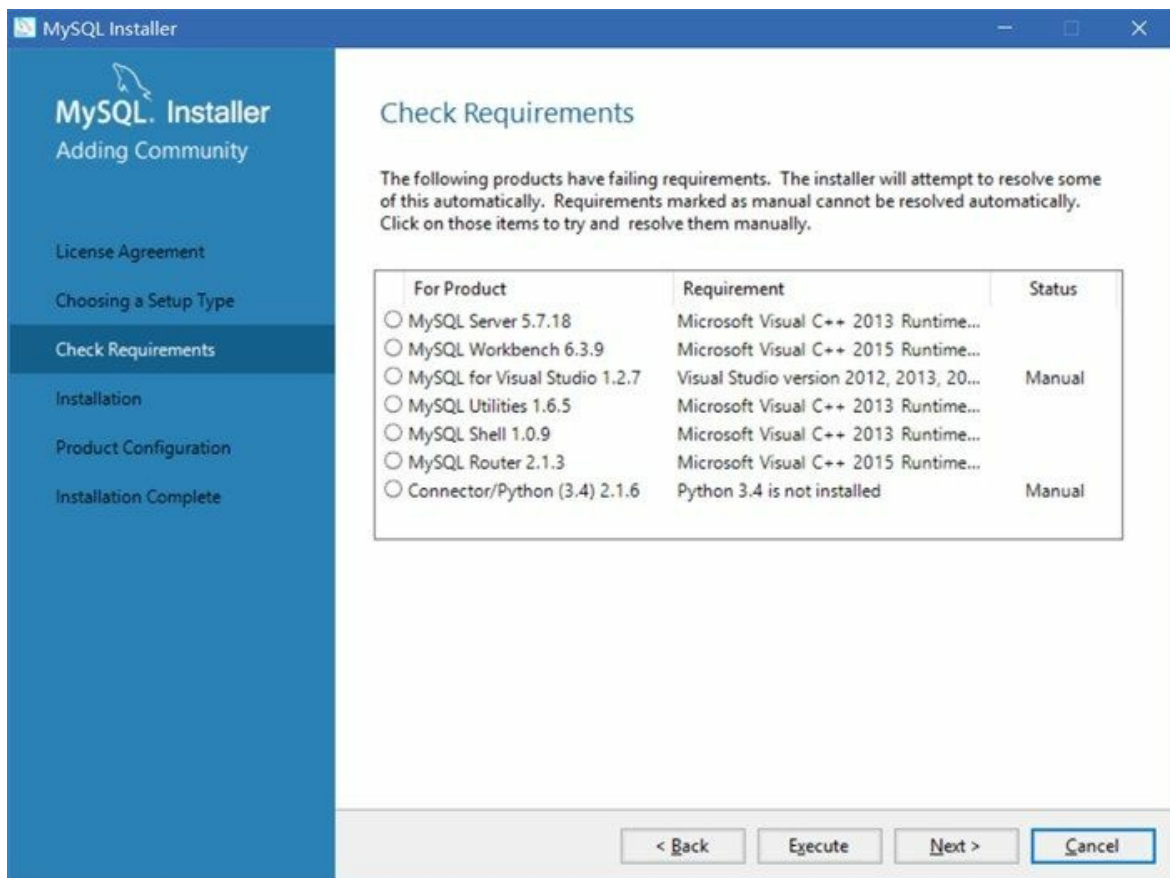 MySQL Installer
MySQL. Installer
Adding Community
License Agreement
Choosing a Setup Type
Check Requirements
Installation
Product Configuration
Installation Complete
Check Requirements
The following products have failing requirements. The installer will attempt to resolve some
of this automatically. Requirements marked as manual cannot be resolved automatically.
Click on those items to try and resolve them manually.
For Product Requirement Status
MySQL Server 5.7.18 Microsoft Visual C++ 2013 Runtime...
MySQL Workbench 6.3.9 Microsoft Visual C++ 2015 Runtime...
MySQL for Visual Studio 1.2.7 Visual Studio version 2012, 2013, 20... Manual
MySQL Utilities 1.6.5 Microsoft Visual C++ 2013 Runtime...
MySQL Shell 1.0.9 Microsoft Visual C++ 2013 Runtime...
MySQL Router 2.1.3 Microsoft Visual C++ 2015 Runtime...
Connector/Python (3.4) 2.1.6 Python 3.4 is not installed Manual
< Back Execute Next > Cancel